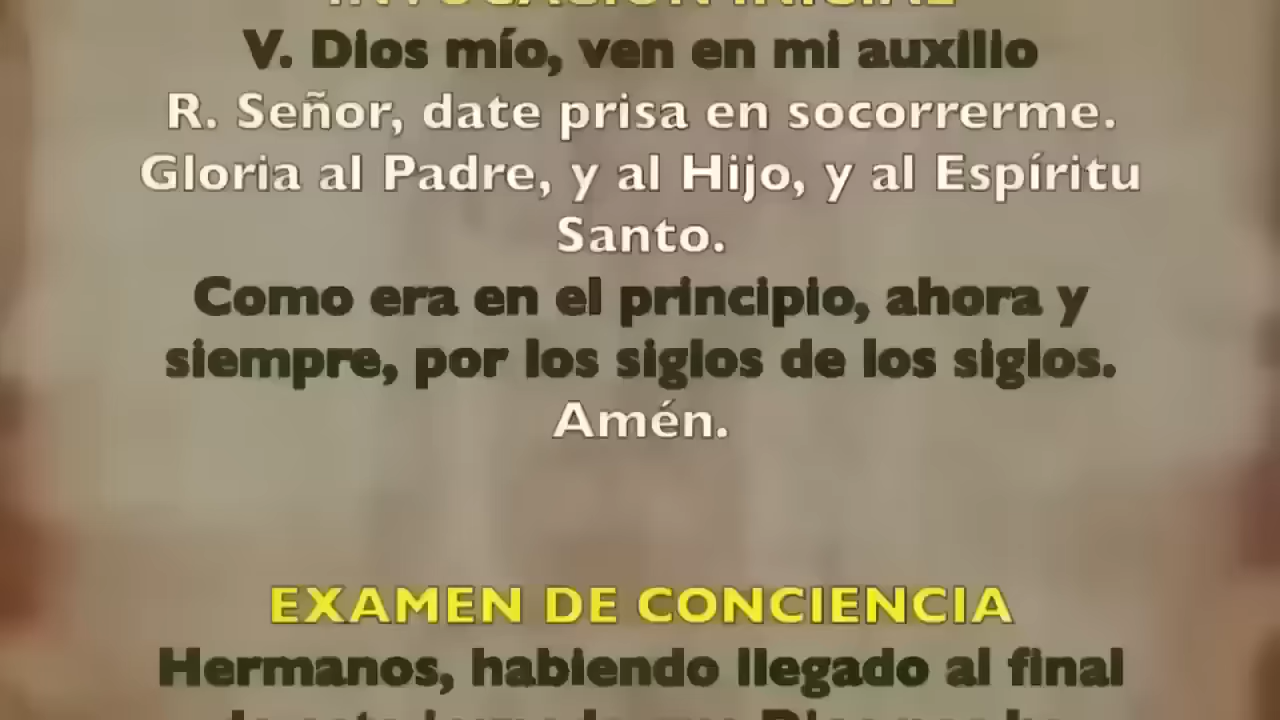 INVOCACIÓN INICIAL
V. Dios mío, ven en mi auxilio
R. Señor, date prisa en socorrerme.
Gloria al Padre, y al Hijo, y al Espíritu
Santo.
Como era en el principio, ahora y
siempre, por los siglos de los siglos.
Amén.
EXAMEN DE CONCIENCIA
Hermanos, habiendo llegado al final